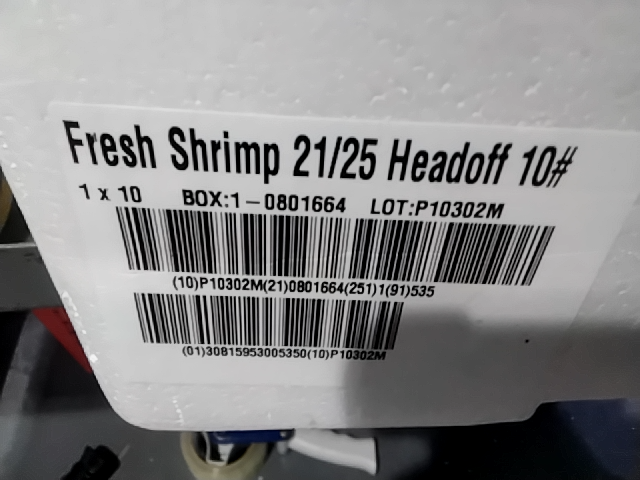 Fresh Shrimp 21/25 Headoff 10#
1 x 10 BOX:1-0801664 LOT:P10302M
(10)P10302M(21)0801664(251)1(91)535
(01)30815953005350(10)P10302M